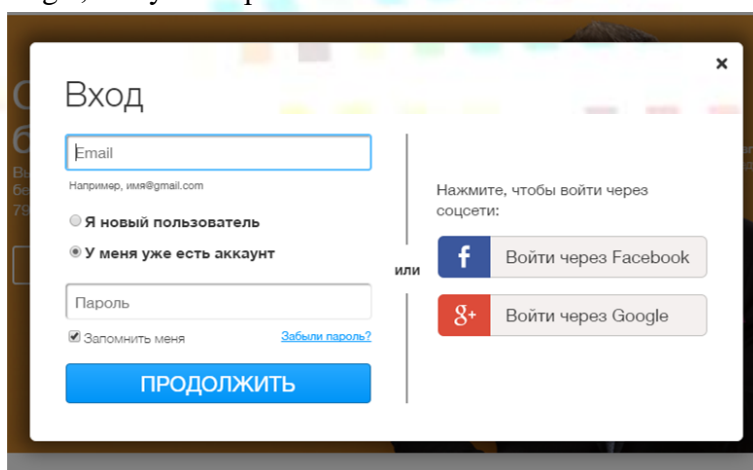 Вход
Email
Например, имя@gmail.com
Я новый пользователь
У меня уже есть аккаунт
Пароль
Запомнить меня
Забыли пароль?
ПРОДОЛЖИТЬ
или
Нажмите, чтобы войти через
соцсети:
f Войти через Facebook
g+ Войти через Google